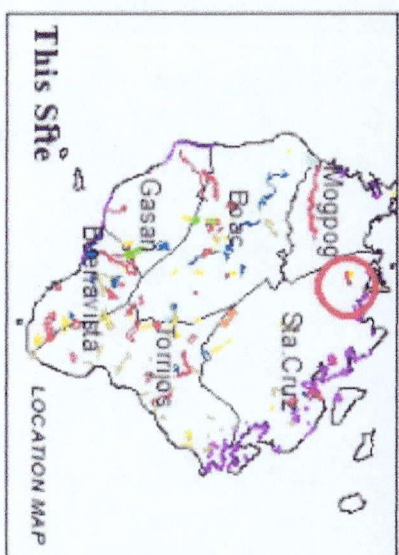 Mogpog
Sta.Cruz
Boac
Torrijos
Gasan
Buenavista
This Site
LOCATION MAP